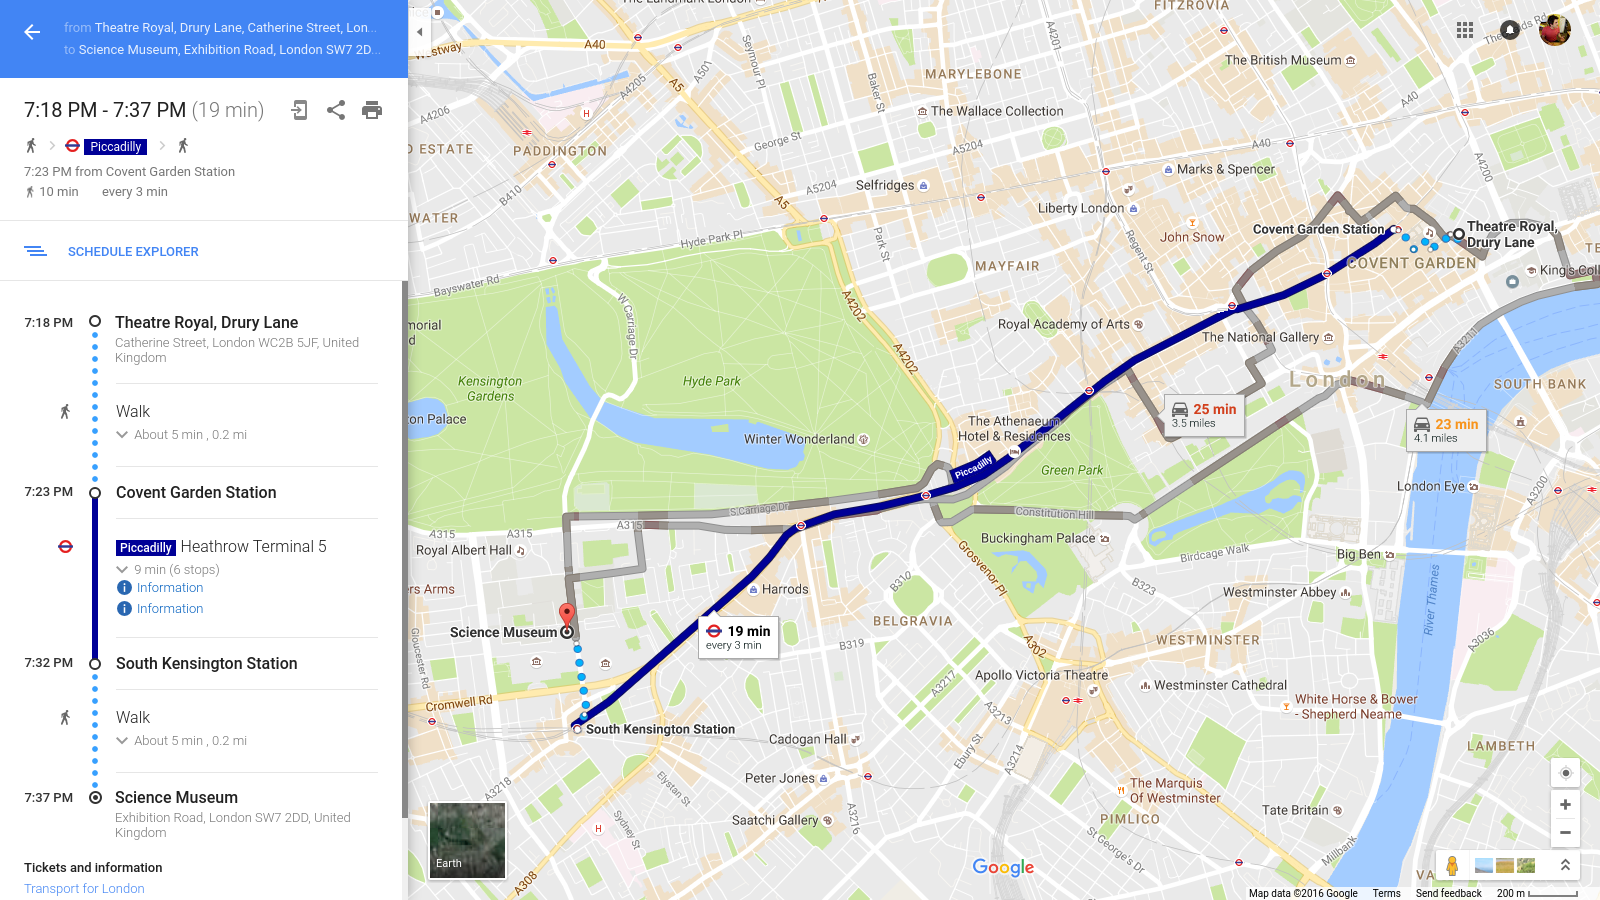 from Theatre Royal, Drury Lane, Catherine Street, Lon...
to Science Museum, Exhibition Road, London SW7 2D...
7:18 PM - 7:37 PM (19 min)
Piccadilly
7:23 PM from Covent Garden Station
10 min every 3 min
SCHEDULE EXPLORER
7:18 PM Theatre Royal, Drury Lane
Catherine Street, London WC2B 5JF, United
Kingdom
Walk
About 5 min , 0.2 mi
7:23 PM Covent Garden Station
Piccadilly Heathrow Terminal 5
9 min (6 stops)
Information
Information
7:32 PM South Kensington Station
Walk
About 5 min , 0.2 mi
7:37 PM Science Museum
Exhibition Road, London SW7 2DD, United
Kingdom
Tickets and information
Transport for London
FITZROVIA
A40
Seymour Pl
A501
A5
A4205
A4206
MARYLEBONE
Baker St
A4201
The British Museum
The Wallace Collection
A40
H
George St
A5204
PADDINGTON
A5204
Selfridges
Marks & Spencer
A4200
B410
A5
Liberty London
John Snow
Regent St
Hyde Park Pl
Park St
Covent Garden Station
Theatre Royal,
Drury Lane
COVENT GARDEN
King's Coll
MAYFAIR
Bayswater Rd
W Carriage Dr
A4202
Royal Academy of Arts
The National Gallery
A3211
A4202
Kensington
Gardens
Hyde Park
London
SOUTH BANK
25 min
3.5 miles
23 min
4.1 miles
The Athenaeum
Hotel & Residences
Winter Wonderland
Piccadilly
Green Park
London Eye
A3200
S Carriage Dr
Constitution Hill
A315
A315
Royal Albert Hall
Buckingham Palace
Birdcage Walk
Big Ben
Grosvenor Pl
B310
B323
Harrods
Westminster Abbey
River Thames
Science Museum
19 min
every 3 min
BELGRAVIA
B319
A302
WESTMINSTER
A3036
Gloucester Rd
Apollo Victoria Theatre
A3217
Westminster Cathedral
Cromwell Rd
A3213
White Horse & Bower
- Shepherd Neame
South Kensington Station
Cadogan Hall
Ebury St
A3214
LAMBETH
A3218
Elystan St
Peter Jones
The Marquis
Of Westminster
A3216
Saatchi Gallery
PIMLICO
Tate Britain
H
Sydney St
St George's Dr
Millbank
A308
Earth
Google
Map data ©2016 Google Terms Send feedback 200 m